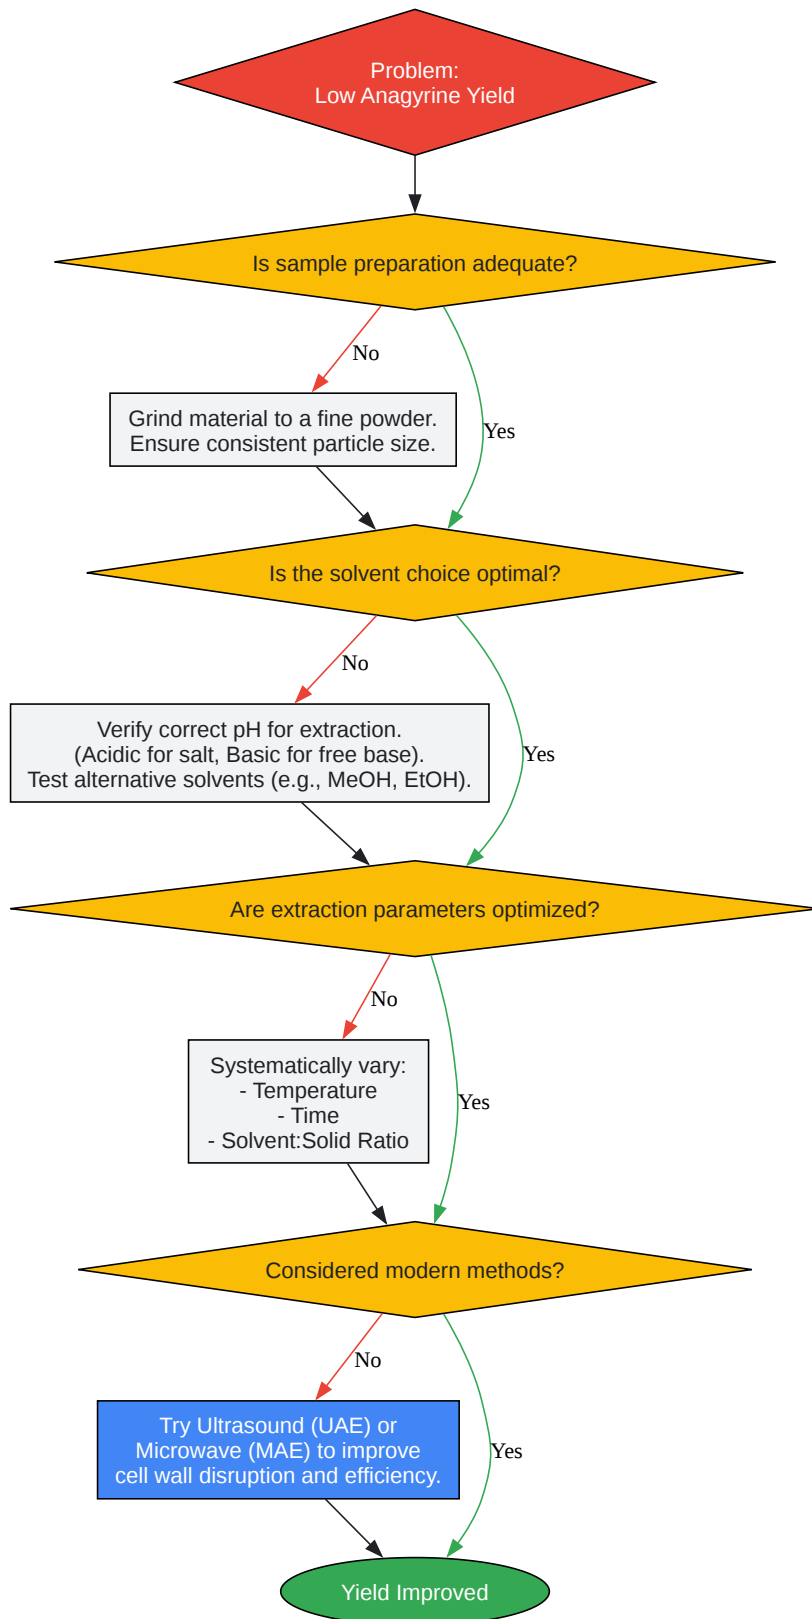 Problem:
Low Anagyrine Yield
Is sample preparation adequate?
No
Grind material to a fine powder.
Ensure consistent particle size.
Yes
Is the solvent choice optimal?
No
Verify correct pH for extraction.
(Acidic for salt, Basic for free base).
Test alternative solvents (e.g., MeOH, EtOH).
Yes
Are extraction parameters optimized?
No
Systematically vary:
- Temperature
- Time
- Solvent:Solid Ratio
Yes
Considered modern methods?
No
Try Ultrasound (UAE) or
Microwave (MAE) to improve
cell wall disruption and efficiency.
Yes
Yield Improved